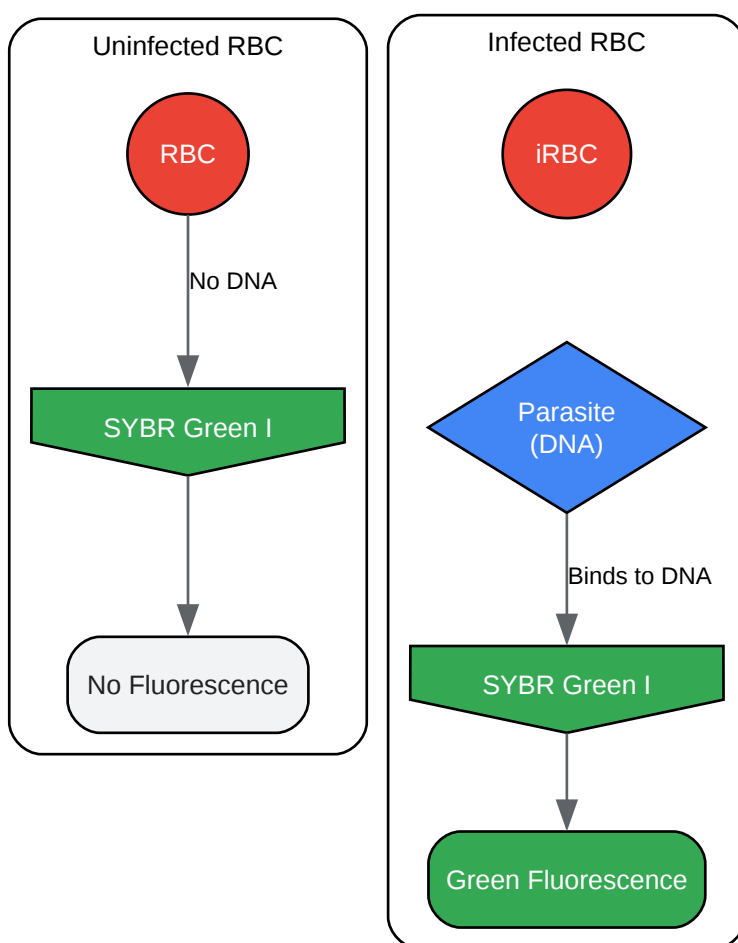 Uninfected RBC
RBC
No DNA
SYBR Green I
No Fluorescence
Infected RBC
iRBC
Parasite
(DNA)
Binds to DNA
SYBR Green I
Green Fluorescence